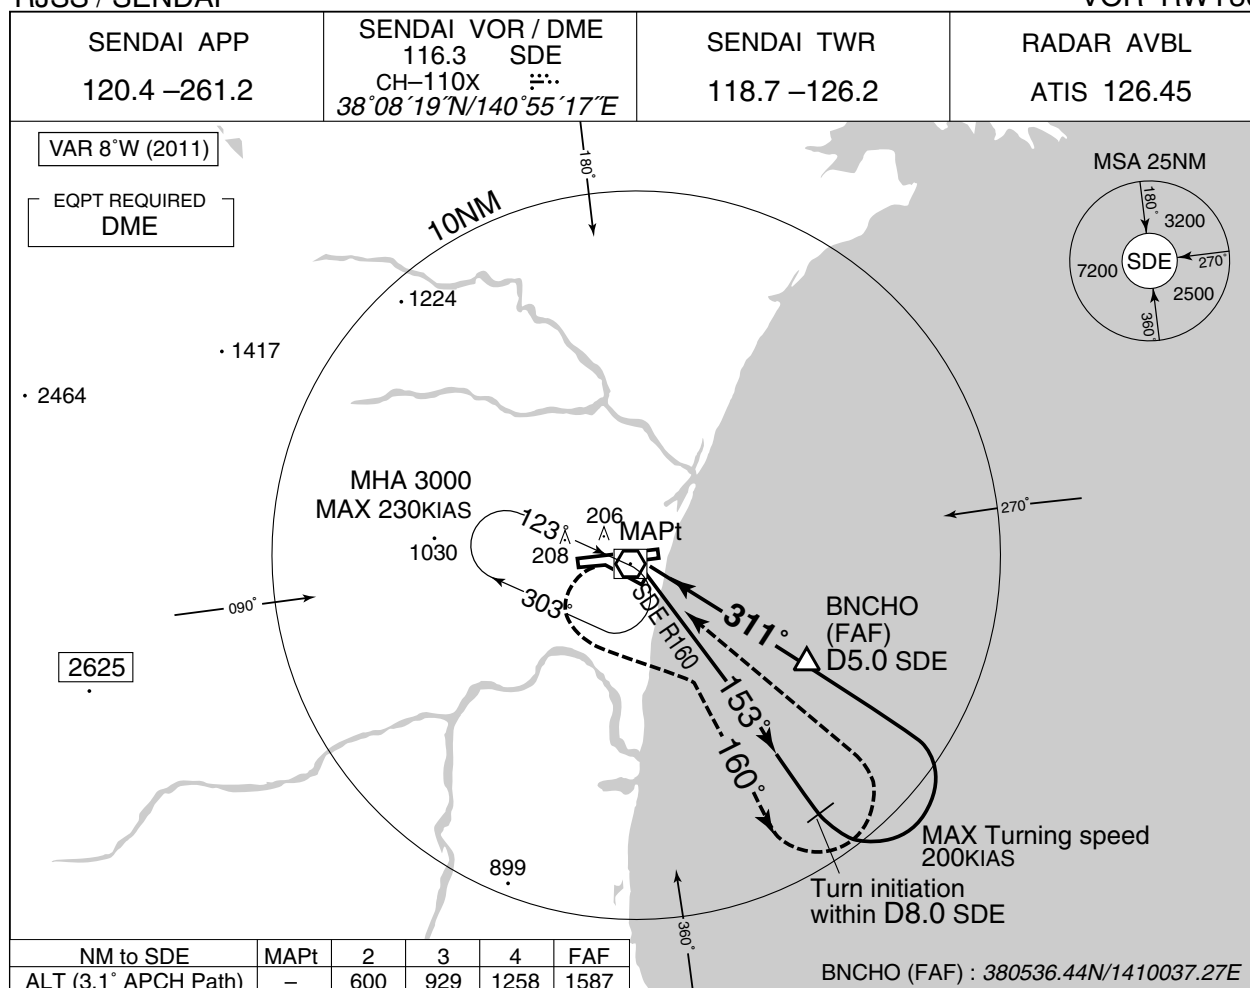 RJSS / SENDAI
SENDAI APP
120.4 –261.2
SENDAI VOR / DME
116.3 SDE
CH–110X
38°08´19˝N/140°55´17˝E
SENDAI TWR
118.7 –126.2
RADAR AVBL
ATIS 126.45
VAR 8°W (2011)
EQPT REQUIRED
DME
10NM
180°
MSA 25NM
180°
3200
SDE
7200
270°
2500
360°
1224
1417
2464
MHA 3000
MAX 230KIAS
1030
123°
206
208
MAPt
303°
270°
090°
SDE R160
311°
BNCHO
(FAF)
D5.0 SDE
2625
153°
160°
MAX Turning speed
200KIAS
Turn initiation
within D8.0 SDE
899
360°
NM to SDE MAPt 2 3 4 FAF
ALT (3.1° APCH Path) – 600 929 1258 1587
BNCHO (FAF) : 380536.44N/1410037.27E